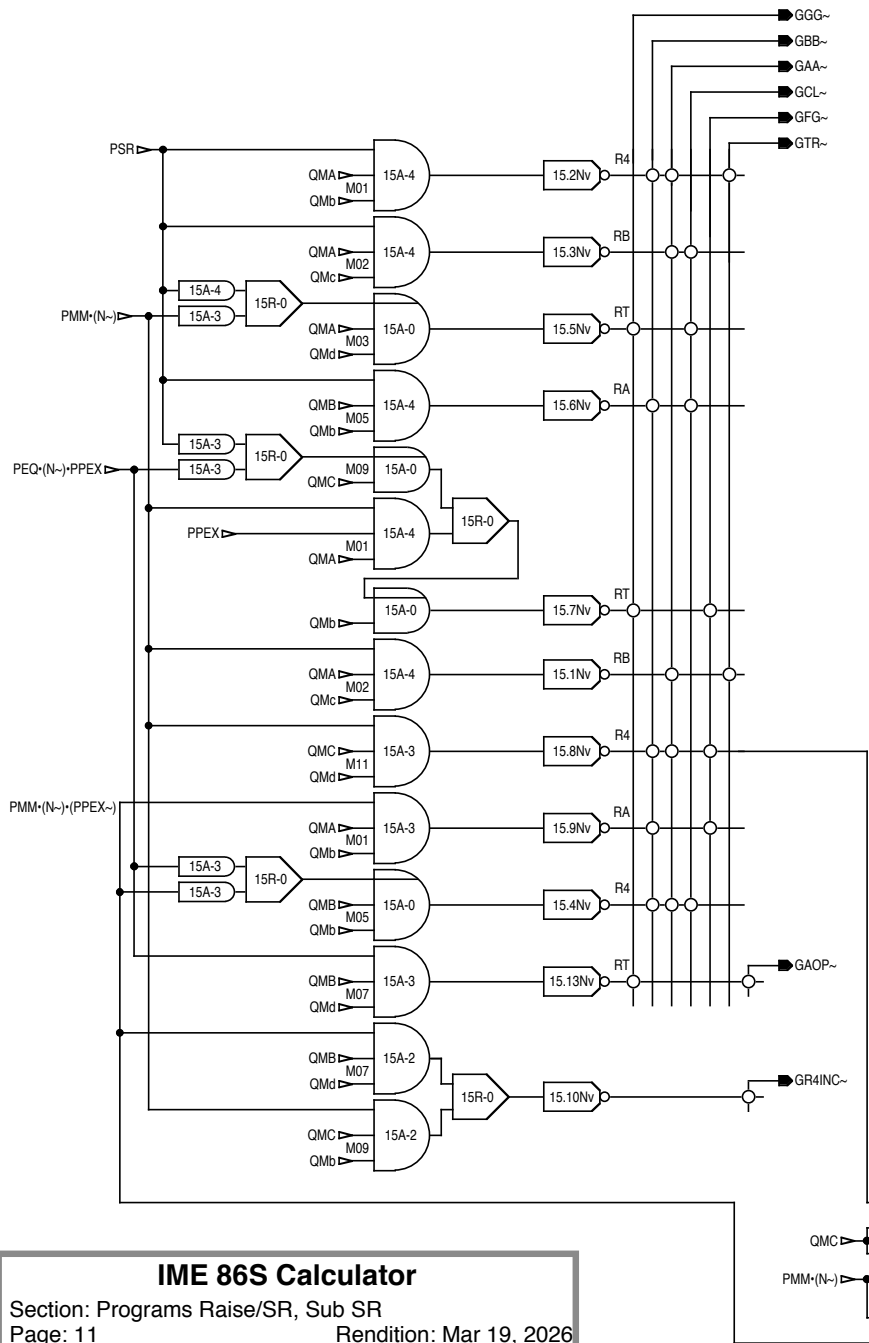 GGG~
GBB~
GAA~
GCL~
GFG~
GTR~
PSR
QMA
M01
QMb
15A-4
15.2Nv
R4
QMA
M02
QMc
15A-4
15.3Nv
RB
15A-4
15A-3
15R-0
PMM•(N~)
QMA
M03
QMd
15A-0
15.5Nv
RT
QMB
M05
QMb
15A-4
15.6Nv
RA
15A-3
15A-3
15R-0
PEQ•(N~)•PPEX
M09
QMC
15A-0
PPEX
M01
QMA
15A-4
15R-0
QMb
15A-0
15.7Nv
RT
QMA
M02
QMc
15A-4
15.1Nv
RB
QMC
M11
QMd
15A-3
15.8Nv
R4
PMM•(N~)•(PPEX~)
QMA
M01
QMb
15A-3
15.9Nv
RA
15A-3
15A-3
15R-0
QMB
M05
QMb
15A-0
15.4Nv
R4
QMB
M07
QMd
15A-3
15.13Nv
RT
GAOP~
QMB
M07
QMd
15A-2
15R-0
15.10Nv
GR4INC~
QMC
M09
QMb
15A-2
QMC
PMM•(N~)
IME 86S Calculator
Section: Programs Raise/SR, Sub SR
Page: 11 Rendition: Mar 19, 2026